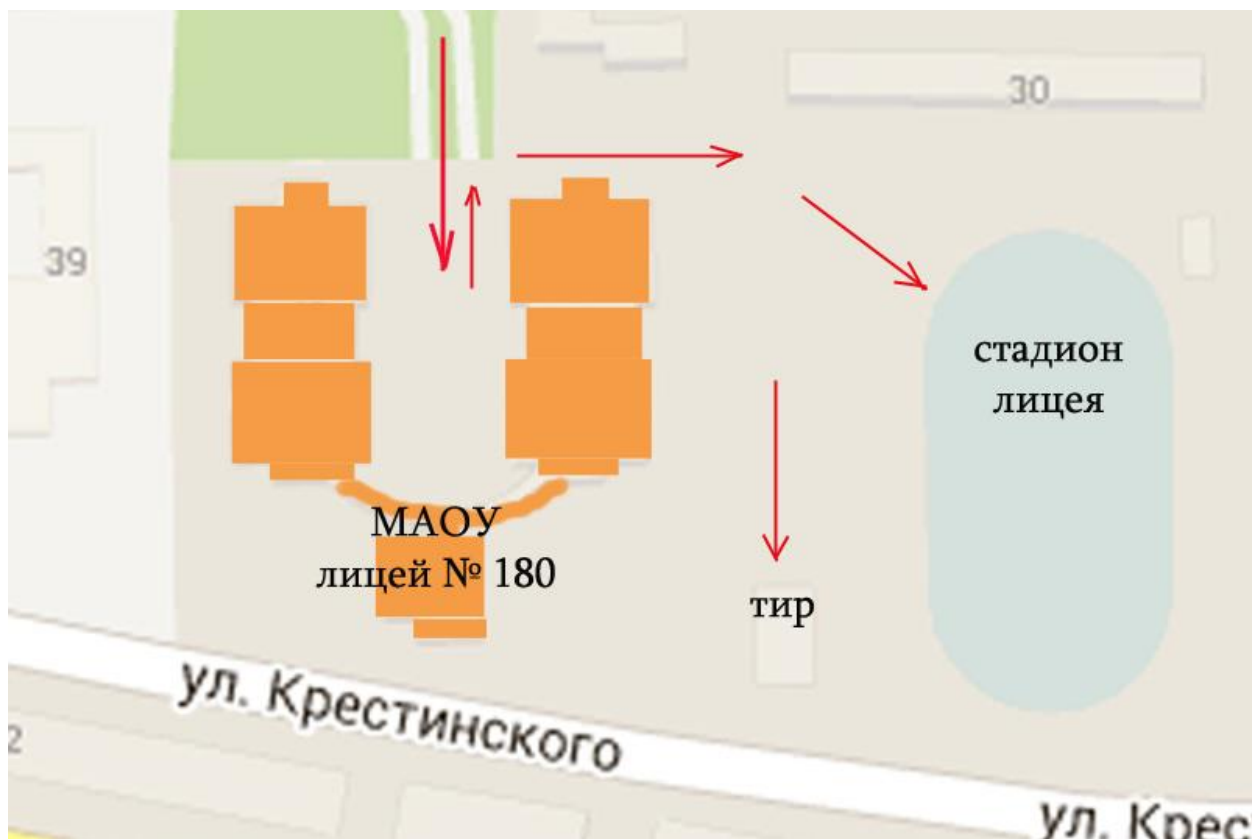 30
39
стадион
лицея
МАОУ
лицей № 180
тир
ул. Крестинского
2
ул. Крес